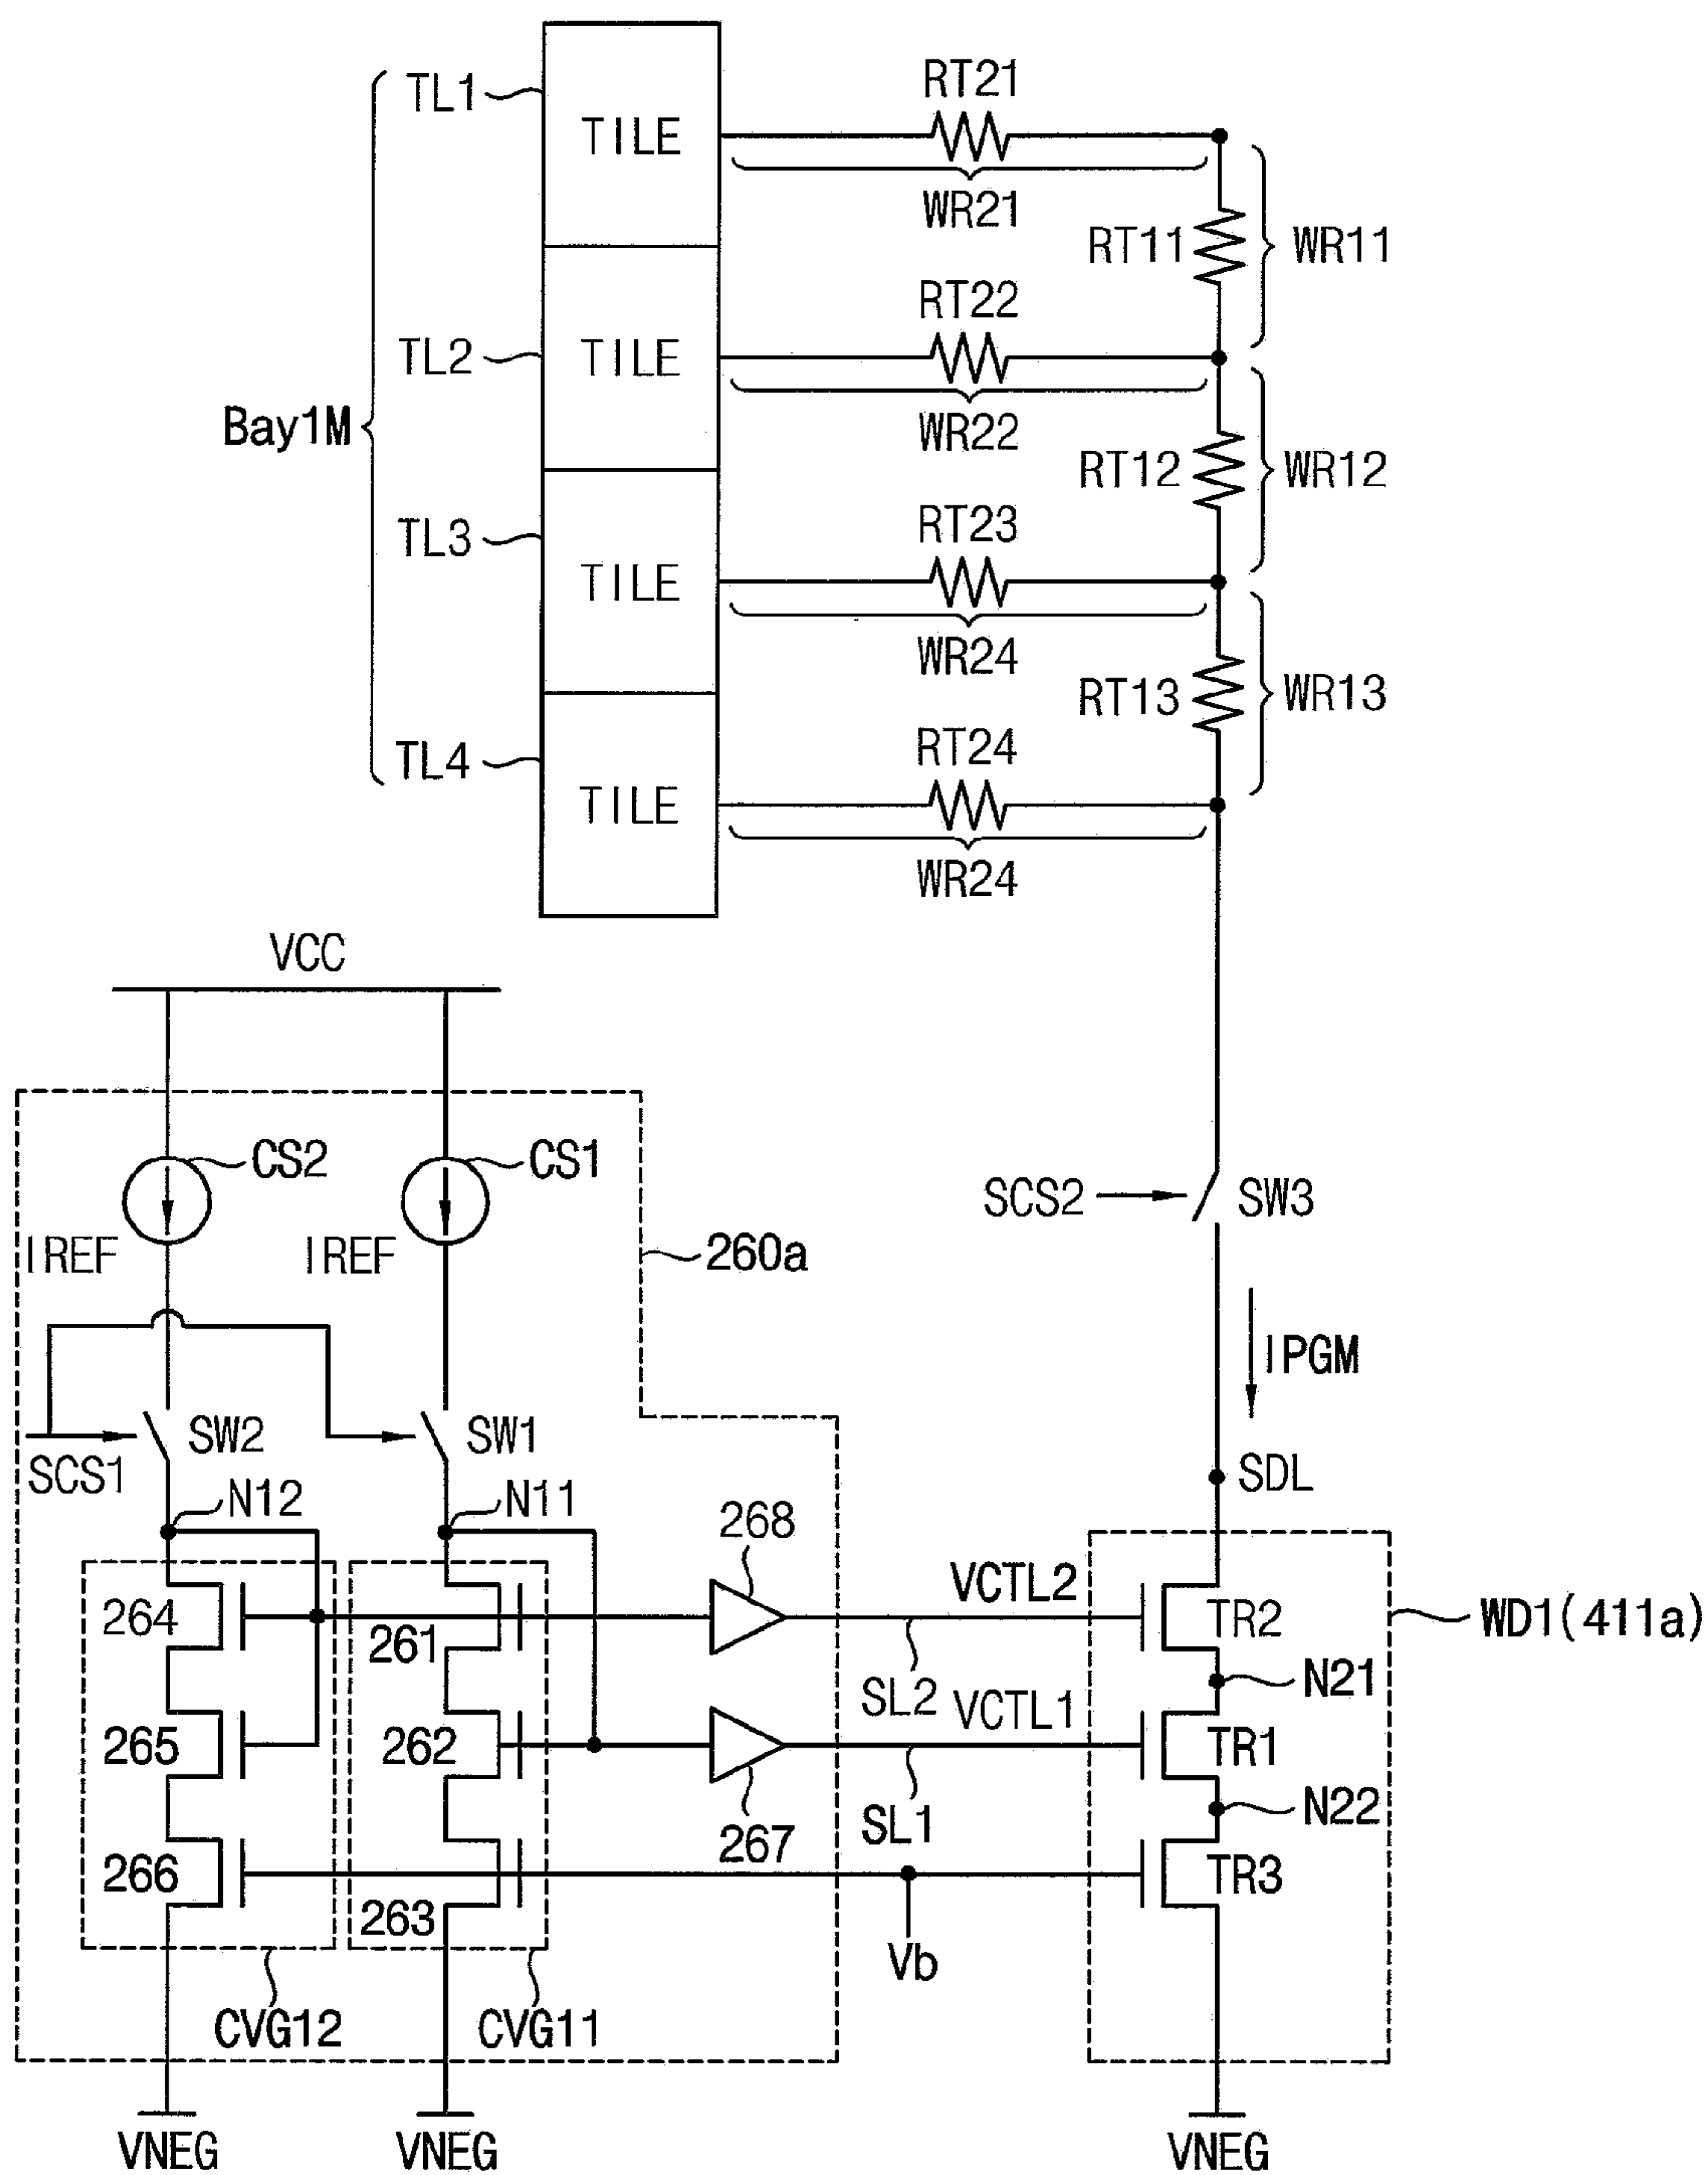 RT21
TL1
TILE
WR21
RT11
WR11
RT22
TL2
TILE
Bay1M
WR22
RT12
WR12
RT23
TL3
TILE
WR24
RT13
WR13
RT24
TL4
TILE
WR24
VCC
CS2
CS1
SCS2
SW3
IREF
IREF
260a
IPGM
SW2
SW1
SCS1
SDL
N12
N11
268
VCTL2
264
261
TR2
WD1(411a)
SL2
N21
VCTL1
265
262
TR1
SL1
N22
267
266
263
TR3
Vb
CVG12
CVG11
VNEG
VNEG
VNEG